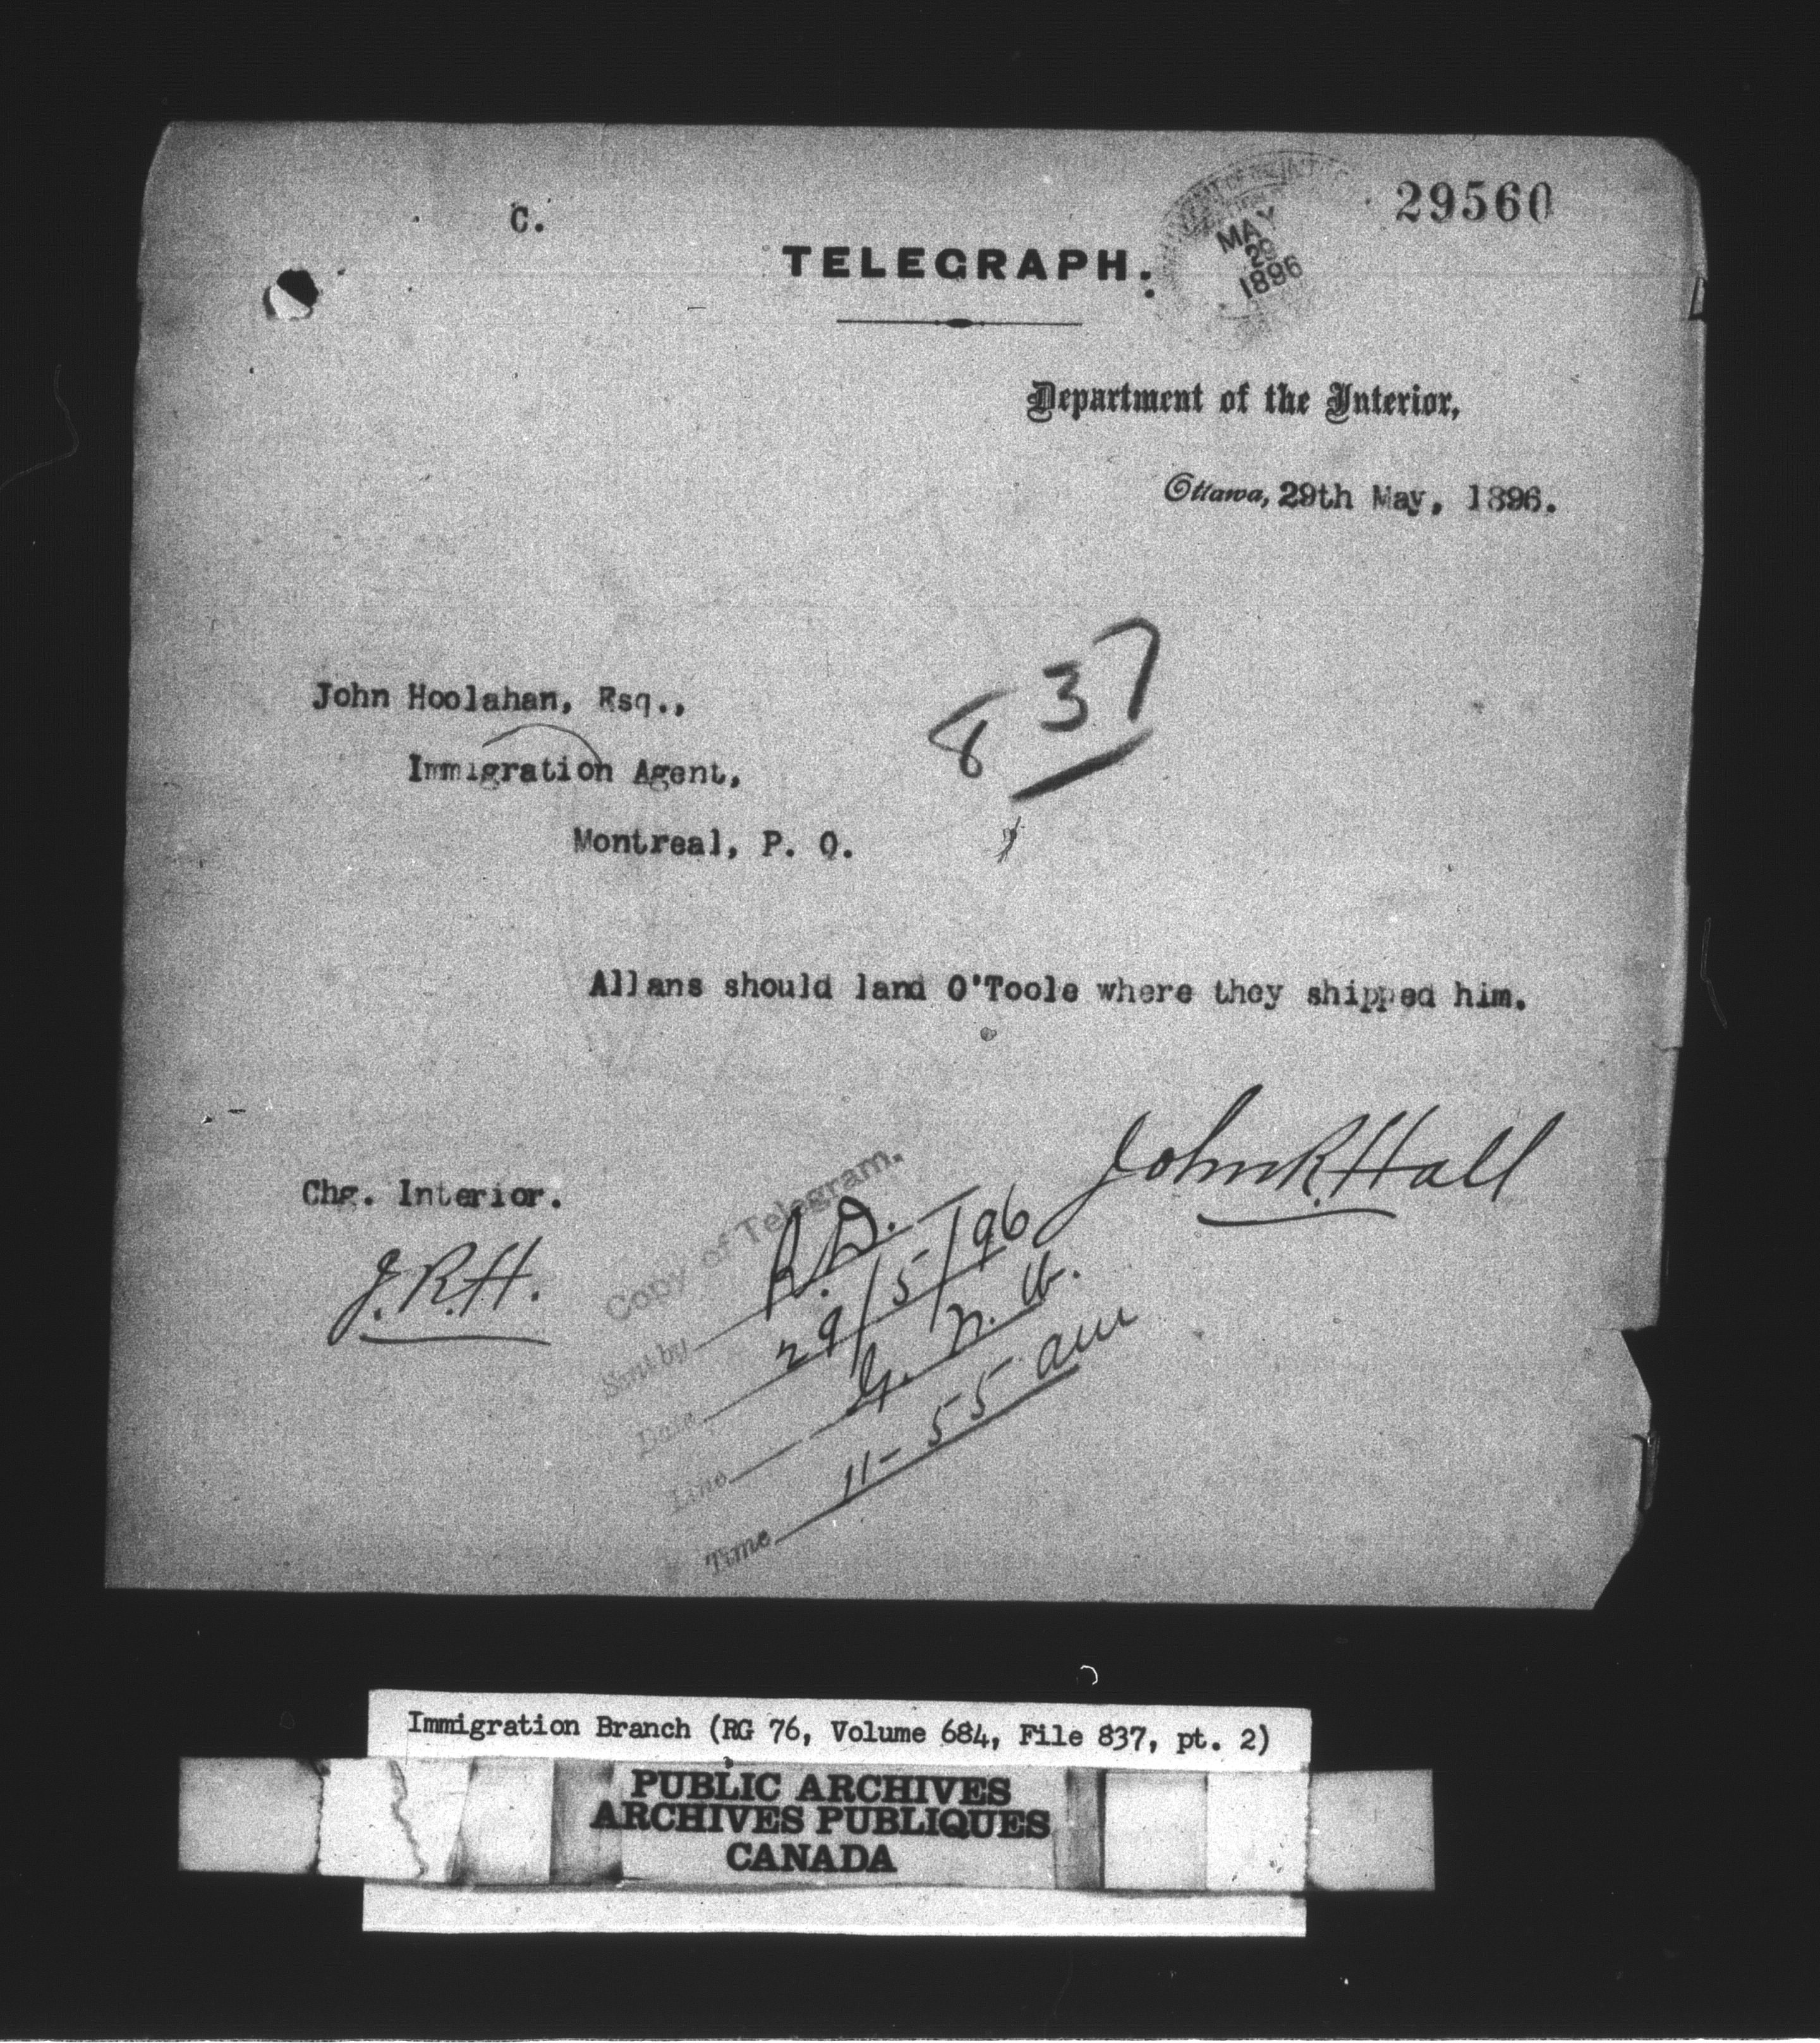 29560
C.
MAY
29
1896
TELEGRAPH.
Department of the Interior,
Ottawa, 29th May, 1896.
837
John Hoolahan, Esq.,
Immigration Agent,
Montreal, P. Q.
Allans should land O'Toole where they shipped him.
John R. Hall
Chg. Interior.
J.R.H.
Copy of Telegram.
Sent by R.D.
Date 29/5/96
Line G. N. W.
Time 11-55 am
Immigration Branch (RG 76, Volume 684, File 837, pt. 2)
PUBLIC ARCHIVES
ARCHIVES PUBLIQUES
CANADA